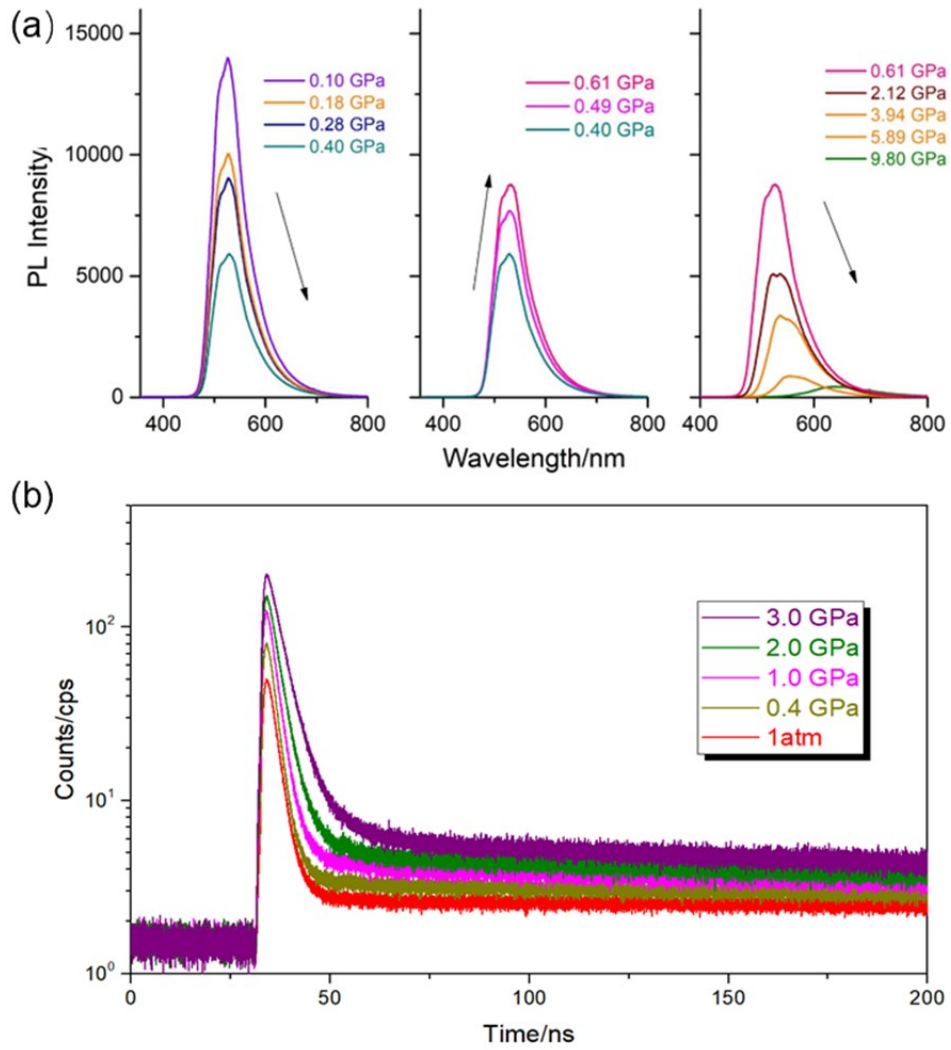 (a)
15000
10000
5000
0
PL Intensity
0.10 GPa
0.18 GPa
0.28 GPa
0.40 GPa
0.61 GPa
0.49 GPa
0.40 GPa
0.61 GPa
2.12 GPa
3.94 GPa
5.89 GPa
9.80 GPa
400 600 800 400 600 800 400 500 600 700 800
Wavelength/nm
(b)
10² 
10¹
10⁰
Counts/cps
3.0 GPa
2.0 GPa
1.0 GPa
0.4 GPa
1atm
0 50 100 150 200
Time/ns